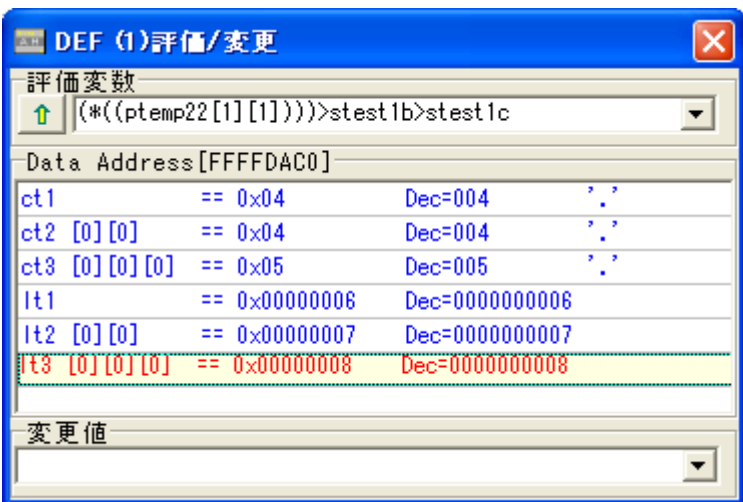 DEF (1)評価/変更
評価変数
(*((ptemp22[1][1])))>stest1b>stest1c
Data Address[FFFFDAC0]
ct1 == 0x04 Dec=004 '.'
ct2 [0][0] == 0x04 Dec=004 '.'
ct3 [0][0][0] == 0x05 Dec=005 '.'
lt1 == 0x00000006 Dec=0000000006
lt2 [0][0] == 0x00000007 Dec=0000000007
lt3 [0][0][0] == 0x00000008 Dec=0000000008
変更値